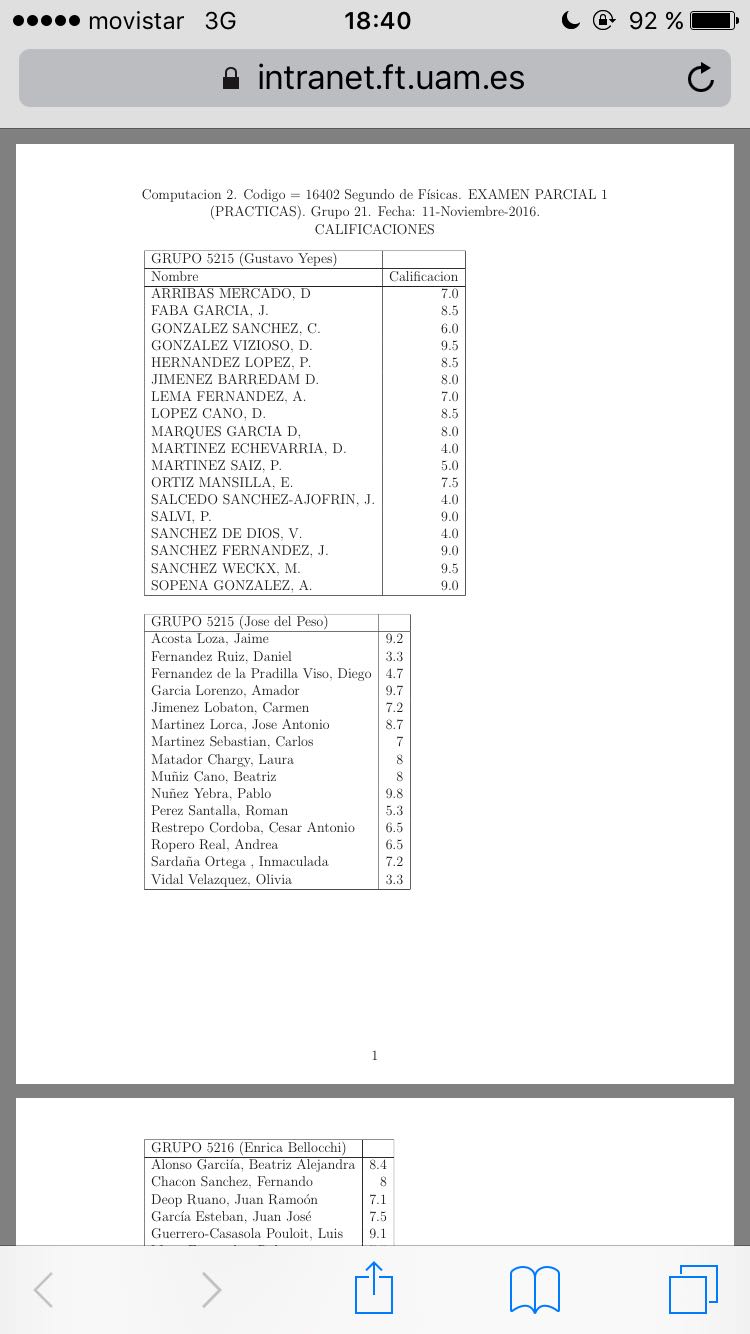 movistar 3G 18:40 92 %
intranet.ft.uam.es
Computacion 2. Codigo = 16402 Segundo de Físicas. EXAMEN PARCIAL 1
(PRACTICAS). Grupo 21. Fecha: 11-Noviembre-2016.
CALIFICACIONES
GRUPO 5215 (Gustavo Yepes)
Nombre Calificacion
ARRIBAS MERCADO, D 7.0
FABA GARCIA, J. 8.5
GONZALEZ SANCHEZ, C. 6.0
GONZALEZ VIZIOSO, D. 9.5
HERNANDEZ LOPEZ, P. 8.5
JIMENEZ BARREDAM D. 8.0
LEMA FERNANDEZ, A. 7.0
LOPEZ CANO, D. 8.5
MARQUES GARCIA D, 8.0
MARTINEZ ECHEVARRIA, D. 4.0
MARTINEZ SAIZ, P. 5.0
ORTIZ MANSILLA, E. 7.5
SALCEDO SANCHEZ-AJOFRIN, J. 4.0
SALVI, P. 9.0
SANCHEZ DE DIOS, V. 4.0
SANCHEZ FERNANDEZ, J. 9.0
SANCHEZ WECKX, M. 9.5
SOPENA GONZALEZ, A. 9.0
GRUPO 5215 (Jose del Peso)
Acosta Loza, Jaime 9.2
Fernandez Ruiz, Daniel 3.3
Fernandez de la Pradilla Viso, Diego 4.7
Garcia Lorenzo, Amador 9.7
Jimenez Lobaton, Carmen 7.2
Martinez Lorca, Jose Antonio 8.7
Martinez Sebastian, Carlos 7
Matador Chargy, Laura 8
Muñiz Cano, Beatriz 8
Nuñez Yebra, Pablo 9.8
Perez Santalla, Roman 5.3
Restrepo Cordoba, Cesar Antonio 6.5
Ropero Real, Andrea 6.5
Sardaña Ortega , Inmaculada 7.2
Vidal Velazquez, Olivia 3.3
1
GRUPO 5216 (Enrica Bellocchi)
Alonso Garciía, Beatriz Alejandra 8.4
Chacon Sanchez, Fernando 8
Deop Ruano, Juan Ramoón 7.1
García Esteban, Juan José 7.5
Guerrero-Casasola Pouloit, Luis 9.1